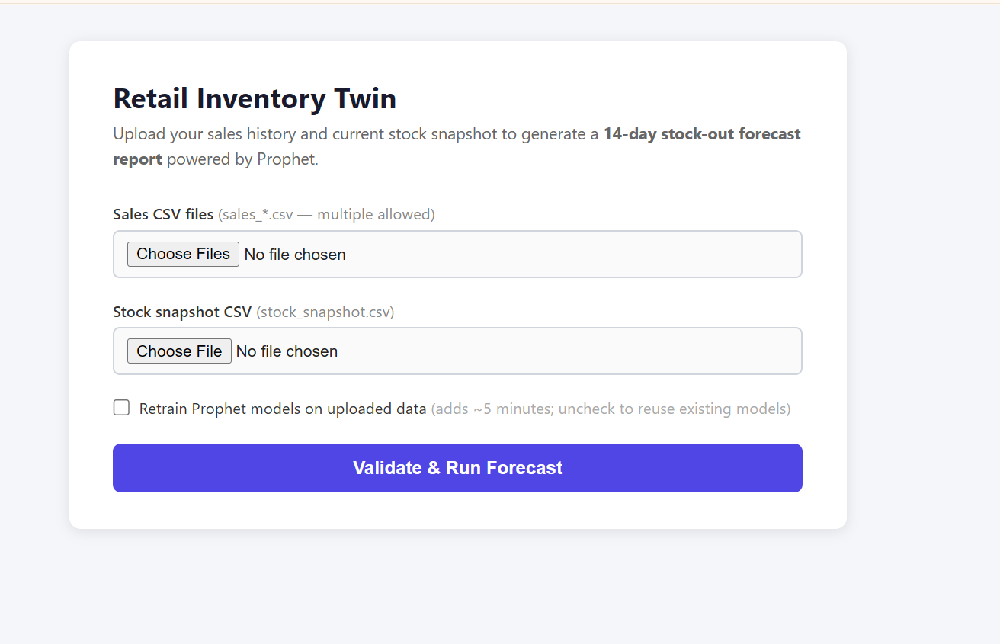 Retail Inventory Twin
Upload your sales history and current stock snapshot to generate a 14-day stock-out forecast
report powered by Prophet.
Sales CSV files (sales_*.csv — multiple allowed)
Choose Files No file chosen
Stock snapshot CSV (stock_snapshot.csv)
Choose File No file chosen
Retrain Prophet models on uploaded data (adds ~5 minutes; uncheck to reuse existing models)
Validate & Run Forecast